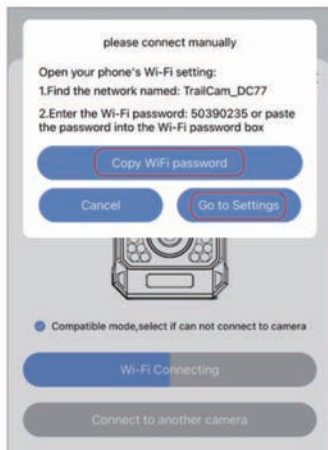 please connect manually
Open your phone's Wi-Fi setting:
1.Find the network named: TrailCam_DC77
2.Enter the Wi-Fi password: 50390235 or paste
the password into the Wi-Fi password box
Copy WiFi password
Cancel
Go to Settings
Compatible mode,select if can not connect to camera
Wi-Fi Connecting
Connect to another camera